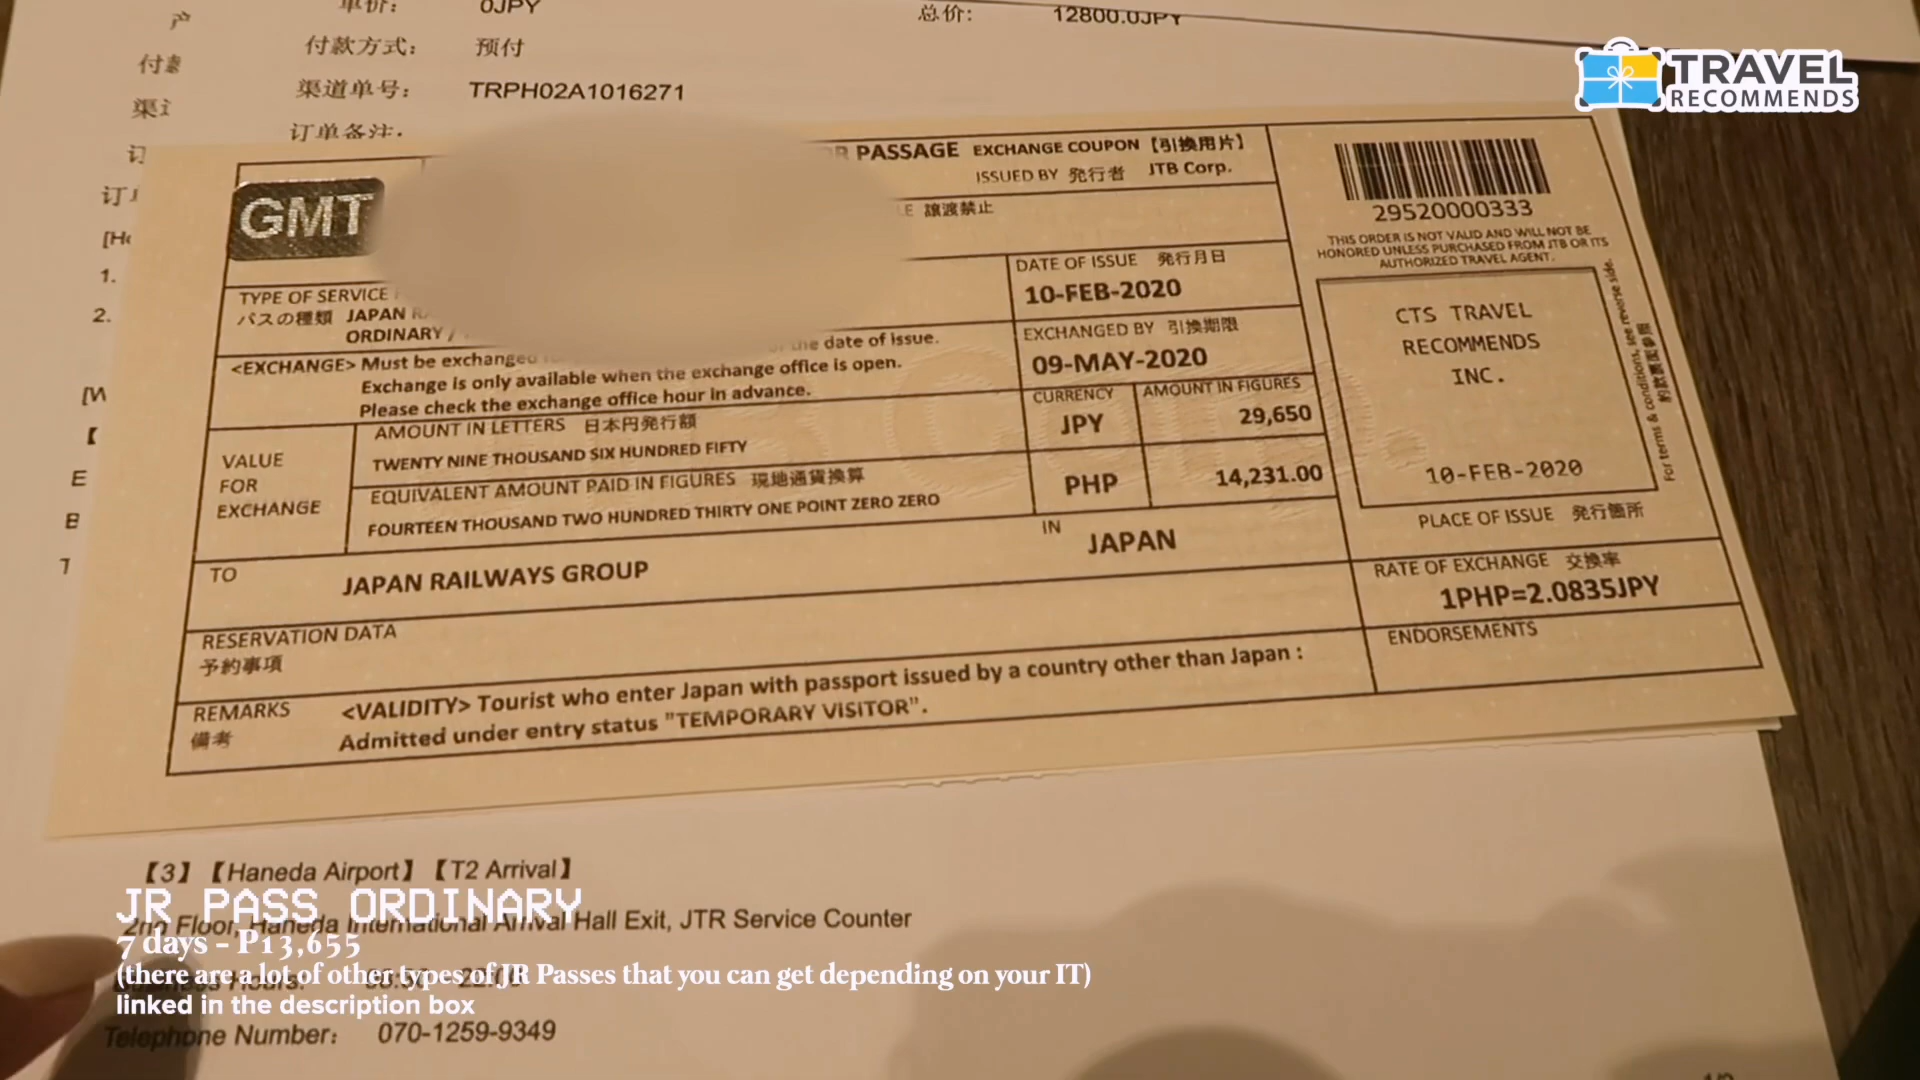 单价： 0JPY 总价： 12800.0JPY
付款方式： 预付
渠道单号： TRPH02A1016271
订单备注：
TRAVEL
RECOMMENDS
PASSAGE EXCHANGE COUPON【引換用片】
ISSUED BY 発行者 JTB Corp.
譲渡禁止
GMT
29520000333
THIS ORDER IS NOT VALID AND WILL NOT BE
HONORED UNLESS PURCHASED FROM JTB OR ITS
AUTHORIZED TRAVEL AGENT.
DATE OF ISSUE 発行月日
10-FEB-2020
TYPE OF SERVICE
パスの種類 JAPAN
ORDINARY /
EXCHANGED BY 引換期限
09-MAY-2020
<EXCHANGE> Must be exchanged the date of issue.
Exchange is only available when the exchange office is open.
Please check the exchange office hour in advance.
CTS TRAVEL
RECOMMENDS
INC.
10-FEB-2020
For terms & conditions, see reverse side.
約款裏面参照
PLACE OF ISSUE 発行箇所
VALUE
FOR
EXCHANGE
AMOUNT IN LETTERS 日本円発行額
TWENTY NINE THOUSAND SIX HUNDRED FIFTY
CURRENCY AMOUNT IN FIGURES
JPY 29,650
EQUIVALENT AMOUNT PAID IN FIGURES 現地通貨換算
FOURTEEN THOUSAND TWO HUNDRED THIRTY ONE POINT ZERO ZERO
PHP 14,231.00
TO JAPAN RAILWAYS GROUP IN JAPAN
RATE OF EXCHANGE 交換率
1PHP=2.0835JPY
RESERVATION DATA
予約事項
ENDORSEMENTS
REMARKS
備考
<VALIDITY> Tourist who enter Japan with passport issued by a country other than Japan :
Admitted under entry status "TEMPORARY VISITOR".
【3】【Haneda Airport】【T2 Arrival】
JR PASS ORDINARY
2nd Floor, Haneda International Arrival Hall Exit, JTR Service Counter
7 days - P13,655
(there are a lot of other types of JR Passes that you can get depending on your IT)
linked in the description box
Telephone Number: 070-1259-9349